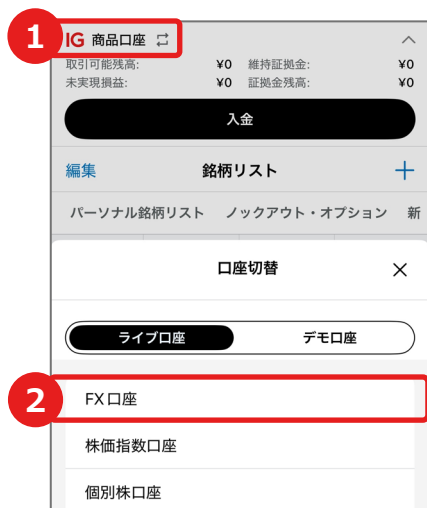 1
IG 商品口座
取引可能残高: ¥0 維持証拠金: ¥0
未実現損益: ¥0 証拠金残高: ¥0
入金
編集 銘柄リスト +
パーソナル銘柄リスト ノックアウト・オプション 新
口座切替 ×
ライブ口座 デモ口座
2
FX口座
株価指数口座
個別株口座